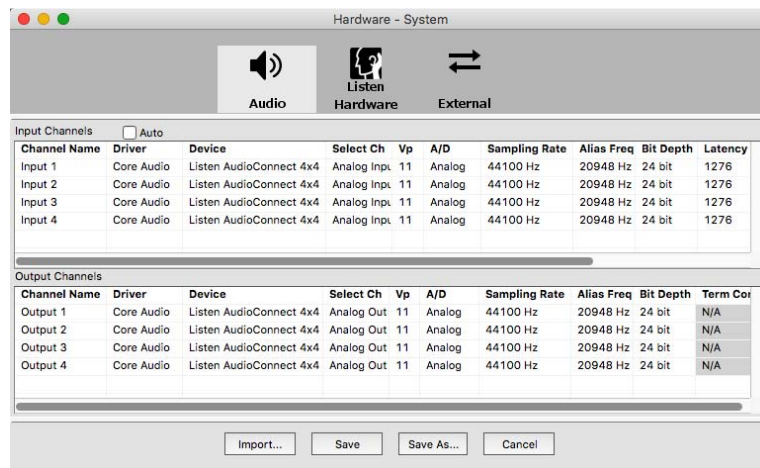 Hardware - System
Audio
Listen
Hardware
External
Input Channels Auto
Channel Name Driver Device Select Ch Vp A/D Sampling Rate Alias Freq Bit Depth Latency
Input 1 Core Audio Listen AudioConnect 4x4 Analog Inpu 11 Analog 44100 Hz 20948 Hz 24 bit 1276
Input 2 Core Audio Listen AudioConnect 4x4 Analog Inpu 11 Analog 44100 Hz 20948 Hz 24 bit 1276
Input 3 Core Audio Listen AudioConnect 4x4 Analog Inpu 11 Analog 44100 Hz 20948 Hz 24 bit 1276
Input 4 Core Audio Listen AudioConnect 4x4 Analog Inpu 11 Analog 44100 Hz 20948 Hz 24 bit 1276
Output Channels
Channel Name Driver Device Select Ch Vp A/D Sampling Rate Alias Freq Bit Depth Term Cor
Output 1 Core Audio Listen AudioConnect 4x4 Analog Out 11 Analog 44100 Hz 20948 Hz 24 bit N/A
Output 2 Core Audio Listen AudioConnect 4x4 Analog Out 11 Analog 44100 Hz 20948 Hz 24 bit N/A
Output 3 Core Audio Listen AudioConnect 4x4 Analog Out 11 Analog 44100 Hz 20948 Hz 24 bit N/A
Output 4 Core Audio Listen AudioConnect 4x4 Analog Out 11 Analog 44100 Hz 20948 Hz 24 bit N/A
Import... Save Save As... Cancel